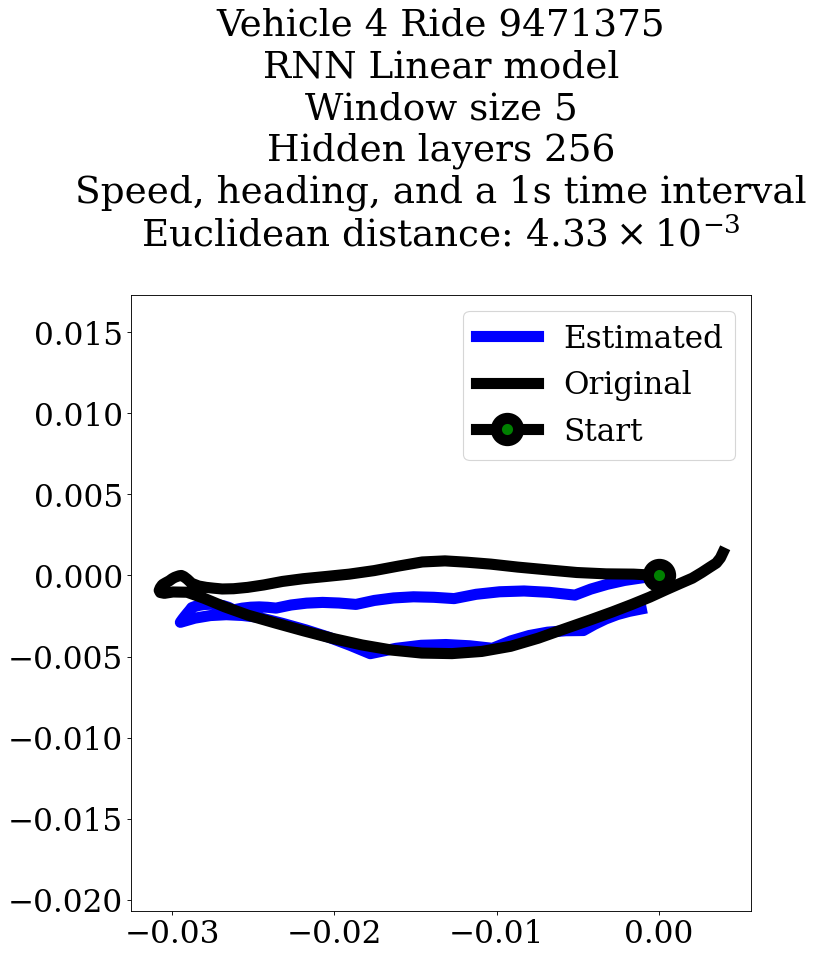 Vehicle 4 Ride 9471375
RNN Linear model
Window size 5
Hidden layers 256
Speed, heading, and a 1s time interval
Euclidean distance: 4.33 × 10⁻³
Estimated
Original
Start
0.015
0.010
0.005
0.000
−0.005
−0.010
−0.015
−0.020
−0.03
−0.02
−0.01
0.00